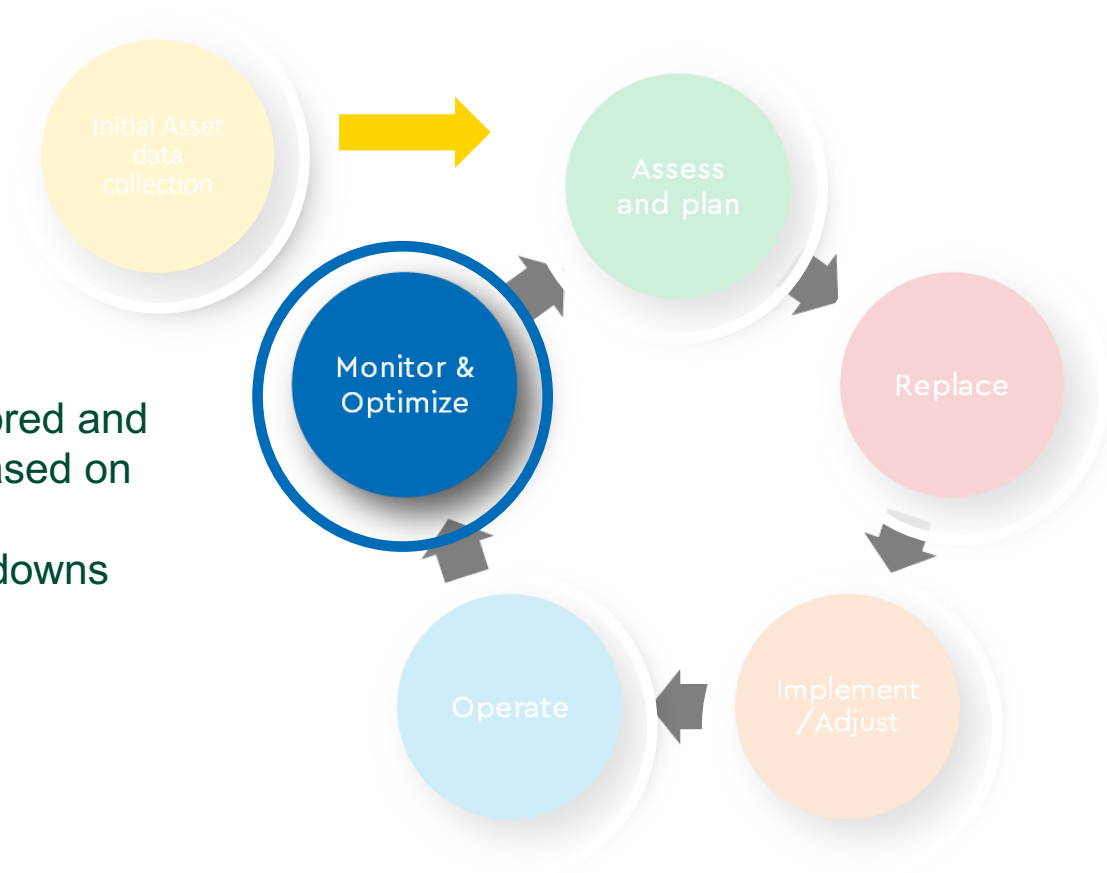 Initial Asset
data
collection
Assess
and plan
Monitor &
Optimize
Replace
ored and
ased on
downs
Operate
Implement
/Adjust